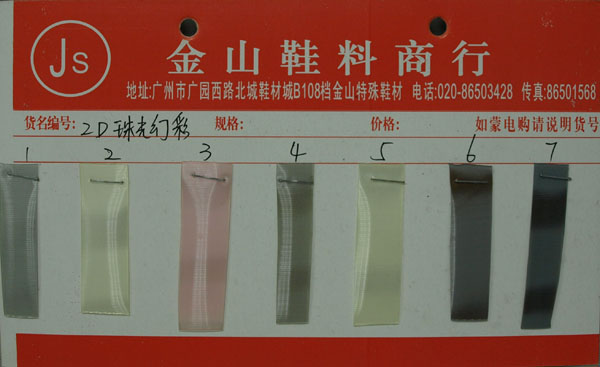 Js
金山鞋料商行
地址:广州市广园西路北城鞋材城B108档金山特殊鞋材 电话:020-86503428 传真:86501568
货名编号: 2D珠光幻彩 规格: 价格: 如蒙电购请说明货号
1 2 3 4 5 6 7